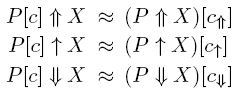 P[c] ⇑ X ≈ (P ⇑ X)[c⇑]
P[c] ↑ X ≈ (P ↑ X)[c↑]
P[c] ⇓ X ≈ (P ⇓ X)[c⇓]